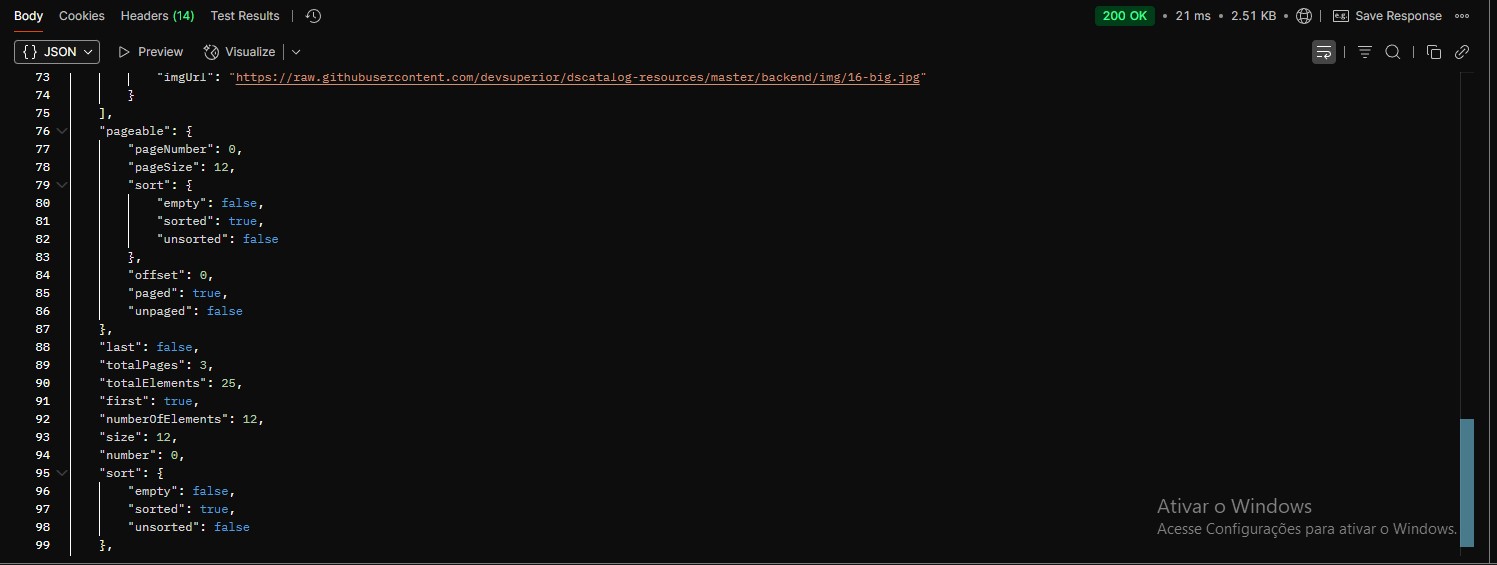 Body Cookies Headers (14) Test Results 200 OK • 21 ms • 2.51 KB • e.g. Save Response
{} JSON Preview Visualize
73 "imgUrl": "https://raw.githubusercontent.com/devsuperior/dscatalog-resources/master/backend/img/16-big.jpg"
74 }
75 ],
76 "pageable": {
77 "pageNumber": 0,
78 "pageSize": 12,
79 "sort": {
80 "empty": false,
81 "sorted": true,
82 "unsorted": false
83 },
84 "offset": 0,
85 "paged": true,
86 "unpaged": false
87 },
88 "last": false,
89 "totalPages": 3,
90 "totalElements": 25,
91 "first": true,
92 "numberOfElements": 12,
93 "size": 12,
94 "number": 0,
95 "sort": {
96 "empty": false,
97 "sorted": true,
98 "unsorted": false
99 },
Ativar o Windows
Acesse Configurações para ativar o Windows.